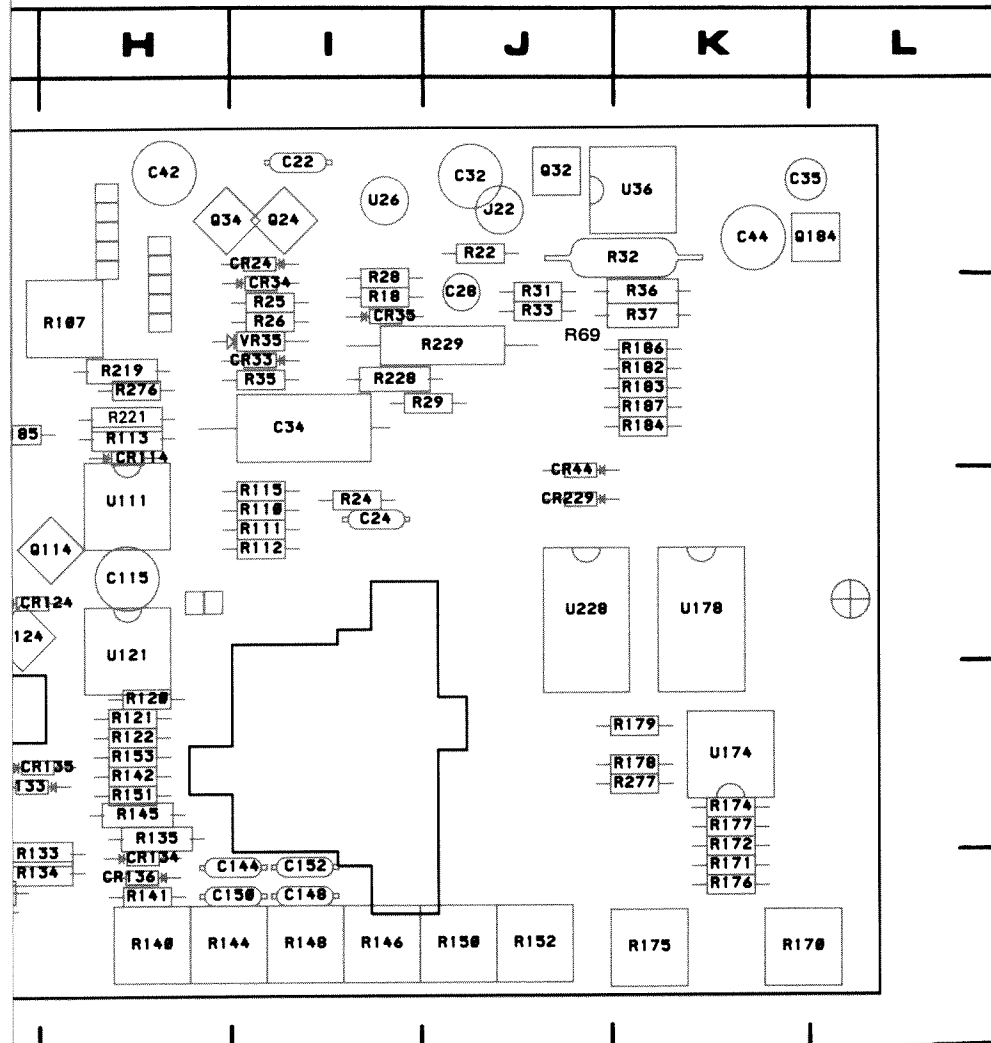 H I J K L
C42 C22 C32 Q32 U36 C35
U26 J22
Q34 Q24 C44 Q184
R22 R32
CR24
R28
CR34 C28 R31 R36
R25 R18
R33 R37
R107 R26 CR35
VR35 R229 R69
CR33 R186
R219 R35 R228 R182
R276 R183
R29 R187
R221 C34 R184
85 R113
CR114 CR44
U111 R115 R24 CR229
R110 C24
R111
Q114 R112
C115
CR124 U228 U178
124
U121
R120
R121 R179
R122
R153 U174
CR135 R142 R178
133 R151 R277
R145 R174
R177
R135 R172
R133 CR134 C144 C152 R171
R134 CR136 R176
R141 C150 C148
R140 R144 R148 R146 R150 R152 R175 R170